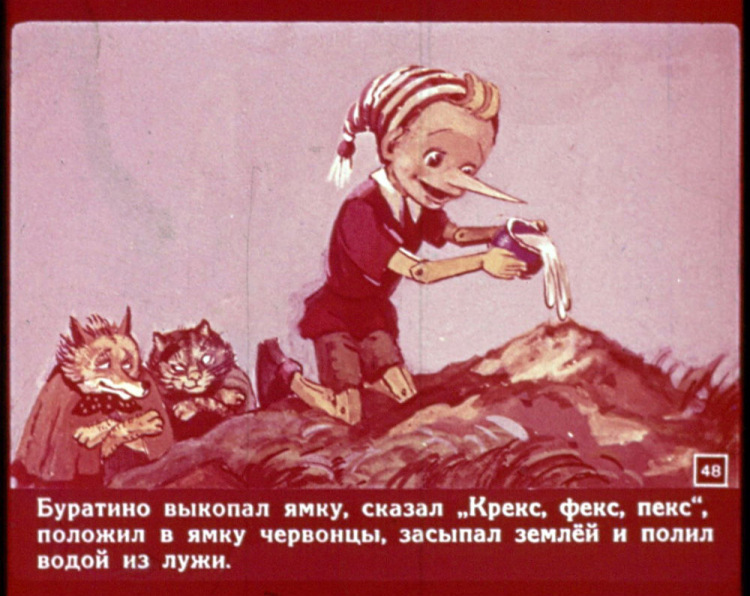 48
Буратино выкопал ямку, сказал „Крекс, фекс, пекс“,
положил в ямку червонцы, засыпал землёй и полил
водой из лужи.